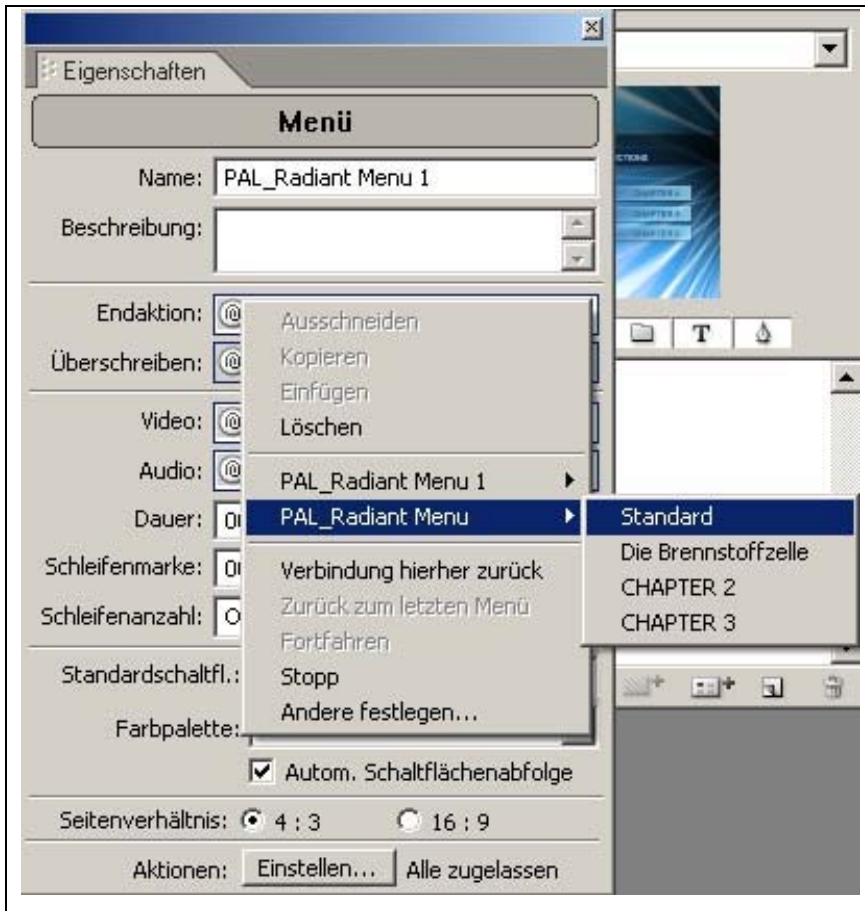 Eigenschaften
Menü
Name: PAL_Radiant Menu 1
Beschreibung:
Endaktion: @
Überschreiben: @
Video: @
Audio: @
Dauer:
Schleifenmarke:
Schleifenanzahl:
Standardschaltfl.:
Farbpalette:
Ausschneiden
Kopieren
Einfügen
Löschen
PAL_Radiant Menu 1
PAL_Radiant Menu
Verbindung hierher zurück
Zurück zum letzten Menü
Fortfahren
Stopp
Andere festlegen...
Standard
Die Brennstoffzelle
CHAPTER 2
CHAPTER 3
Autom. Schaltflächenabfolge
Seitenverhältnis: 4 : 3 16 : 9
Aktionen: Einstellen... Alle zugelassen
T